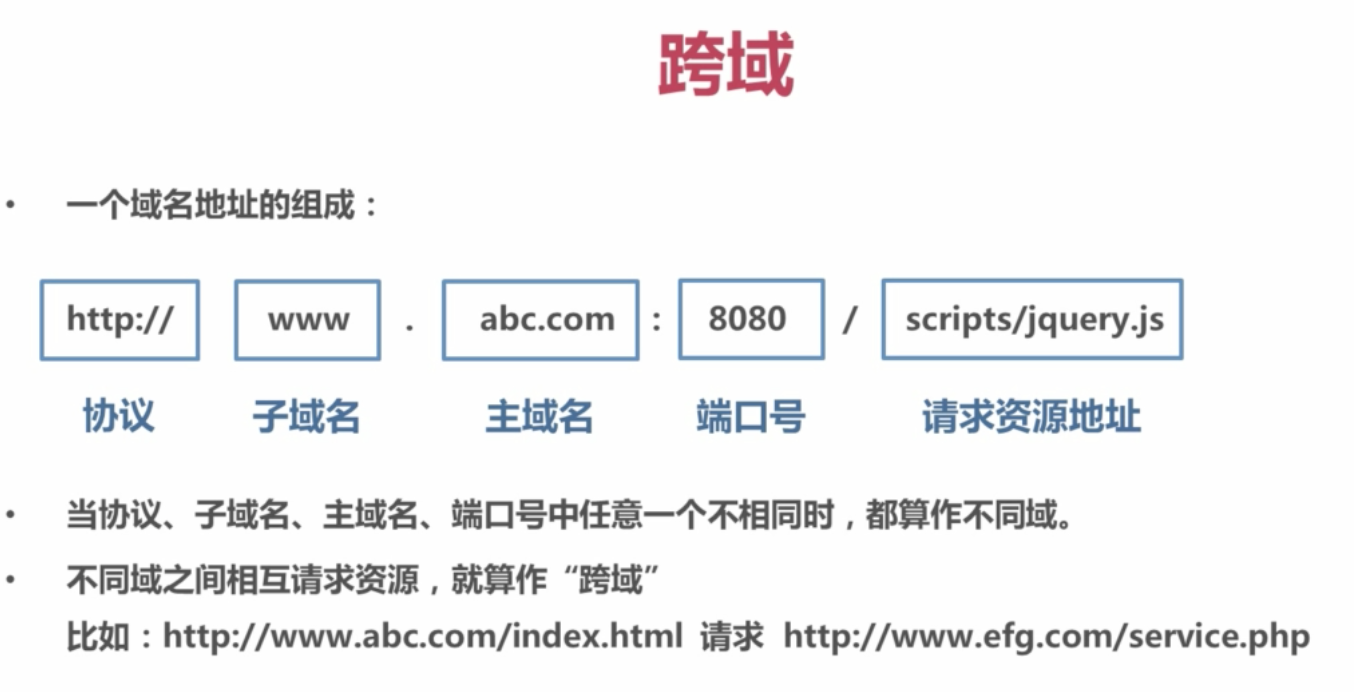 跨域
• 一个域名地址的组成：
http:// www . abc.com : 8080 / scripts/jquery.js
协议 子域名 主域名 端口号 请求资源地址
• 当协议、子域名、主域名、端口号中任意一个不相同时，都算作不同域。
• 不同域之间相互请求资源，就算作“跨域”
比如：http://www.abc.com/index.html 请求 http://www.efg.com/service.php